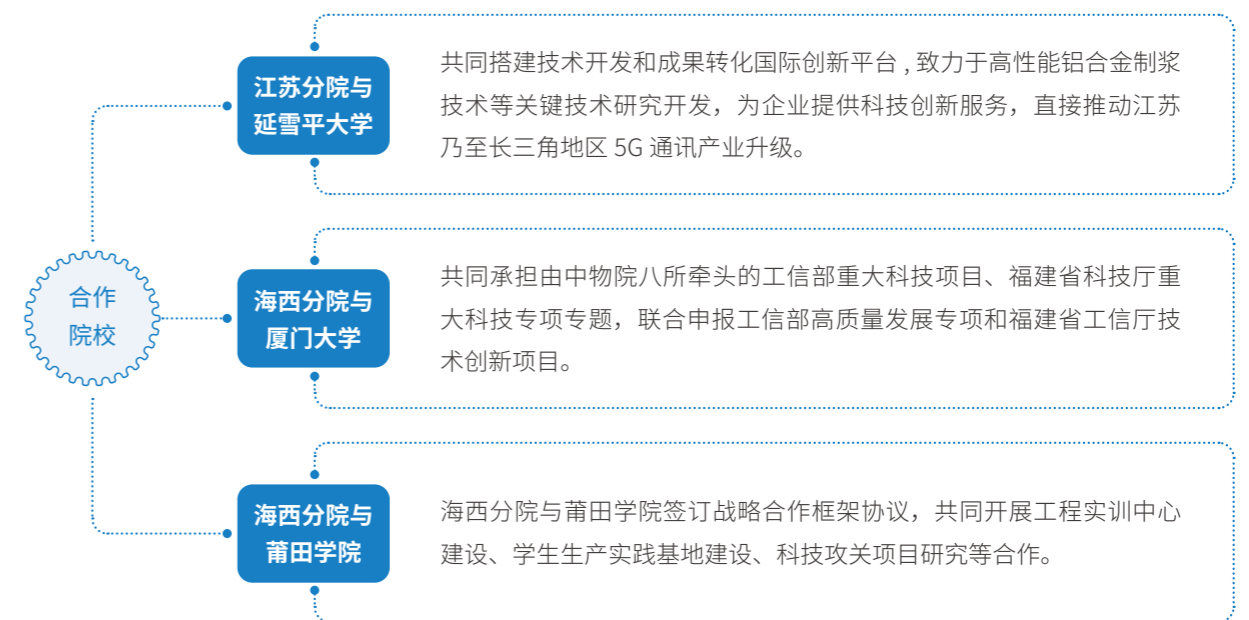 合作
院校
江苏分院与
延雪平大学
共同搭建技术开发和成果转化国际创新平台 , 致力于高性能铝合金制浆
技术等关键技术研究开发，为企业提供科技创新服务，直接推动江苏
乃至长三角地区 5G 通讯产业升级。
海西分院与
厦门大学
共同承担由中物院八所牵头的工信部重大科技项目、福建省科技厅重
大科技专项专题，联合申报工信部高质量发展专项和福建省工信厅技
术创新项目。
海西分院与
莆田学院
海西分院与莆田学院签订战略合作框架协议，共同开展工程实训中心
建设、学生生产实践基地建设、科技攻关项目研究等合作。